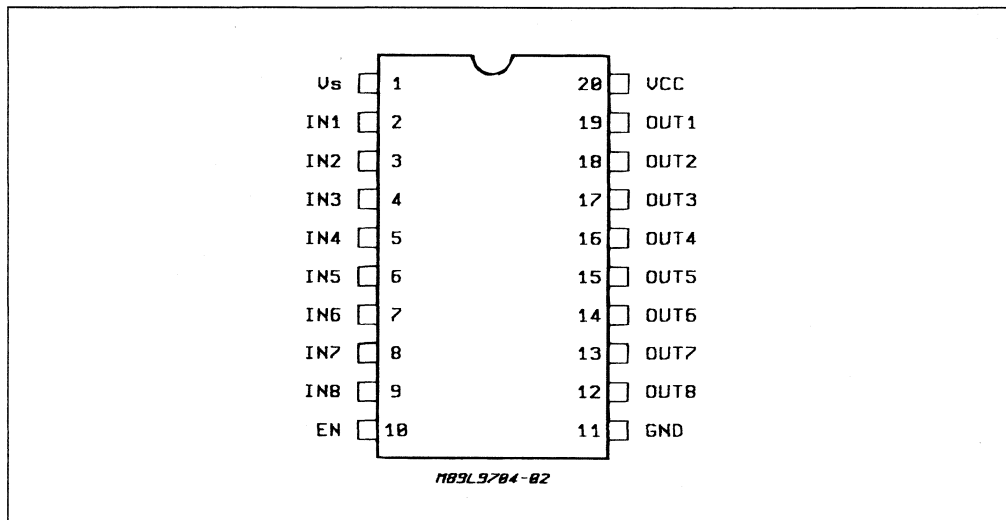 Vs 1 20 VCC
IN1 2 19 OUT1
IN2 3 18 OUT2
IN3 4 17 OUT3
IN4 5 16 OUT4
IN5 6 15 OUT5
IN6 7 14 OUT6
IN7 8 13 OUT7
IN8 9 12 OUT8
EN 10 11 GND
M89L9704-02